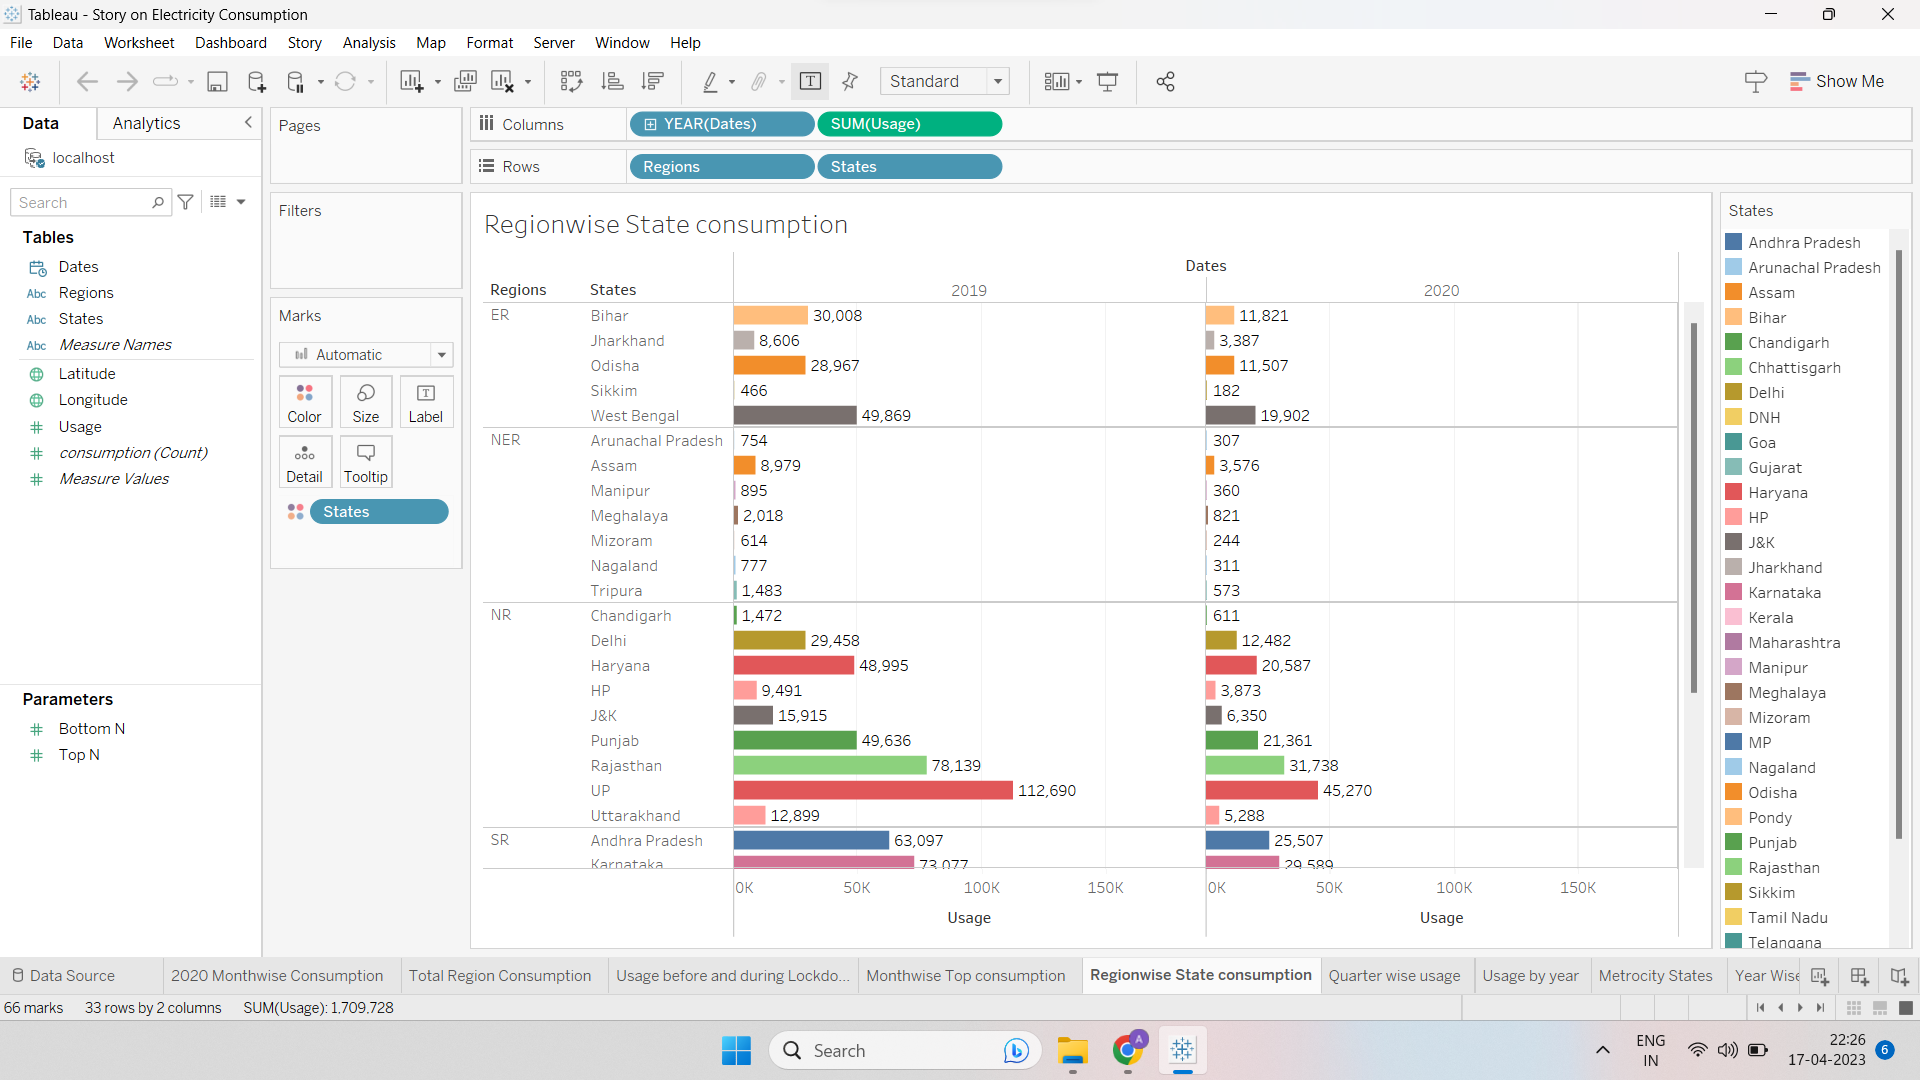 Tableau - Story on Electricity Consumption
File Data Worksheet Dashboard Story Analysis Map Format Server Window Help
Standard
Show Me
Data Analytics
localhost
Search
Tables
Dates
Abc Regions
Abc States
Abc Measure Names
Latitude
Longitude
# Usage
# consumption (Count)
# Measure Values
Parameters
# Bottom N
# Top N
Pages
Filters
Marks
Automatic
Color Size Label
Detail Tooltip
States
Columns YEAR(Dates) SUM(Usage)
Rows Regions States
Regionwise State consumption
Dates
Regions States 2019 2020
ER Bihar 30,008 11,821
Jharkhand 8,606 3,387
Odisha 28,967 11,507
Sikkim 466 182
West Bengal 49,869 19,902
NER Arunachal Pradesh 754 307
Assam 8,979 3,576
Manipur 895 360
Meghalaya 2,018 821
Mizoram 614 244
Nagaland 777 311
Tripura 1,483 573
NR Chandigarh 1,472 611
Delhi 29,458 12,482
Haryana 48,995 20,587
HP 9,491 3,873
J&K 15,915 6,350
Punjab 49,636 21,361
Rajasthan 78,139 31,738
UP 112,690 45,270
Uttarakhand 12,899 5,288
SR Andhra Pradesh 63,097 25,507
Karnataka 73,077 29,589
0K 50K 100K 150K 0K 50K 100K 150K
Usage Usage
States
Andhra Pradesh
Arunachal Pradesh
Assam
Bihar
Chandigarh
Chhattisgarh
Delhi
DNH
Goa
Gujarat
Haryana
HP
J&K
Jharkhand
Karnataka
Kerala
Maharashtra
Manipur
Meghalaya
Mizoram
MP
Nagaland
Odisha
Pondy
Punjab
Rajasthan
Sikkim
Tamil Nadu
Telangana
Data Source 2020 Monthwise Consumption Total Region Consumption Usage before and during Lockdo... Monthwise Top consumption Regionwise State consumption Quarter wise usage Usage by year Metrocity States Year Wise
66 marks 33 rows by 2 columns SUM(Usage): 1,709,728
Search
A
ENG
IN
22:26
17-04-2023
6